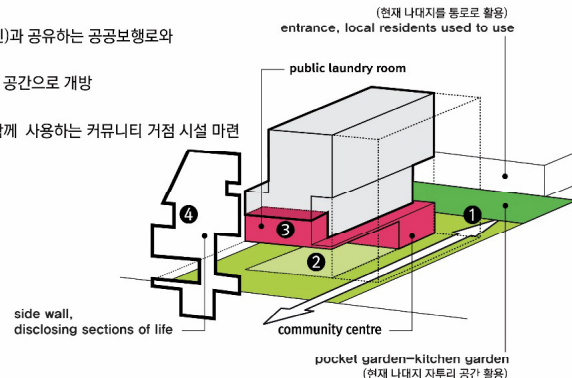 (현재 나대지를 통로로 활용)
entrance, local residents used to use
)과 공유하는 공공보행로와
공간으로 개방
사용하는 커뮤니티 거점 시설 마련
public laundry room
1
2
3
4
side wall,
disclosing sections of life
community centre
pocket garden-kitchen garden
(현재 나대지 자투리 공간 활용)